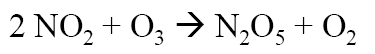 2 NO₂ + O₃ → N₂O₅ + O₂